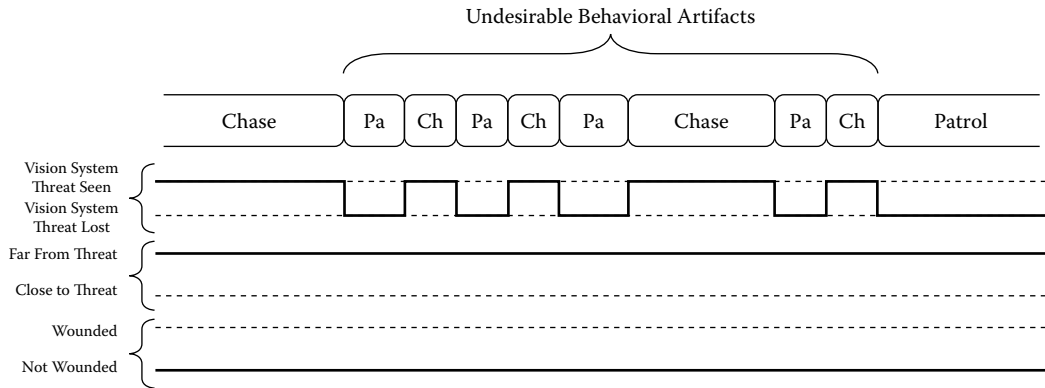 Undesirable Behavioral Artifacts
Chase Pa Ch Pa Ch Pa Chase Pa Ch Patrol
Vision System
Threat Seen
Vision System
Threat Lost
Far From Threat
Close to Threat
Wounded
Not Wounded